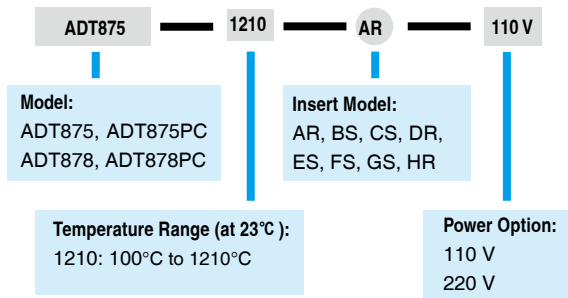 ADT875 1210 AR 110 V
Model:
ADT875, ADT875PC
ADT878, ADT878PC
Insert Model:
AR, BS, CS, DR,
ES, FS, GS, HR
Temperature Range (at 23℃ ):
1210: 100°C to 1210°C
Power Option:
110 V
220 V